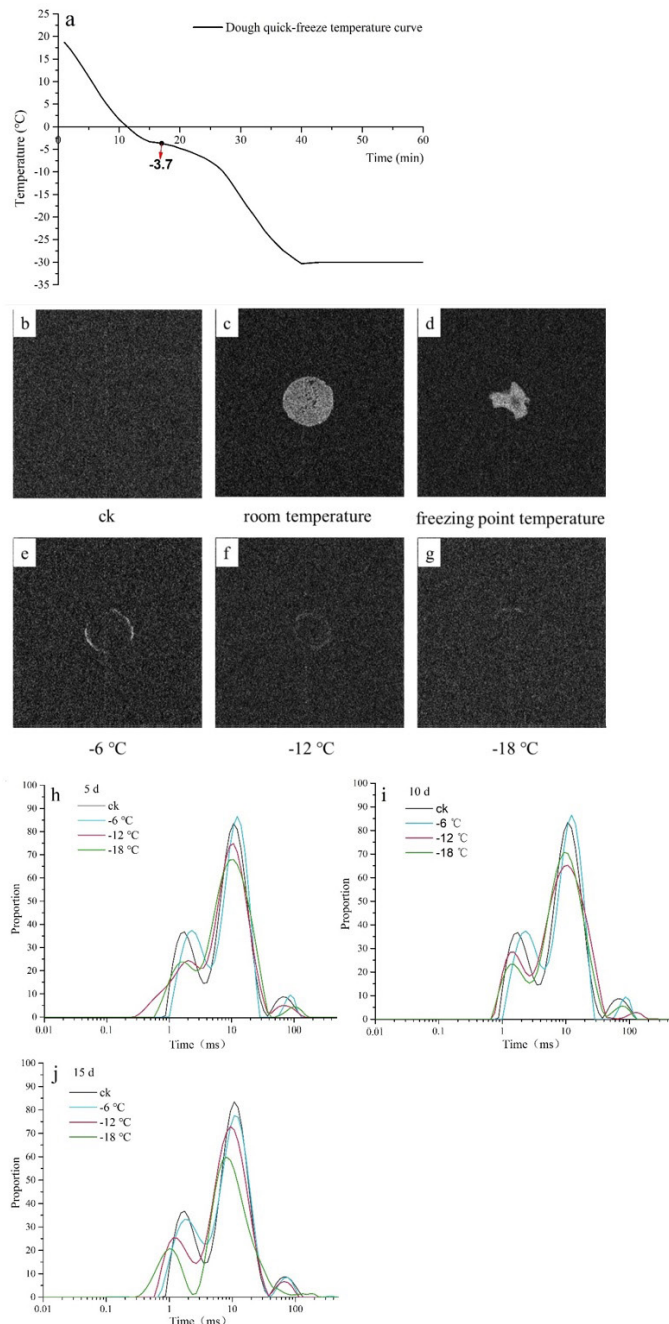 a
Dough quick-freeze temperature curve
25
20
15
10
5
0
-5
-10
-15
-20
-25
-30
-35
Temperature (℃)
0 10 20 30 40 50 60
Time (min)
-3.7
b c d
ck room temperature freezing point temperature
e f g
-6 ℃ -12 ℃ -18 ℃
h
5 d
ck
-6 ℃
-12 ℃
-18 ℃
100
90
80
70
60
50
40
30
20
10
0
Proportion
0.01 0.1 1 10 100
Time (ms)
i
10 d
ck
-6 ℃
-12 ℃
-18 ℃
100
90
80
70
60
50
40
30
20
10
0
Proportion
0.01 0.1 1 10 100
Time (ms)
j
15 d
ck
-6 ℃
-12 ℃
-18 ℃
100
90
80
70
60
50
40
30
20
10
0
Proportion
0.01 0.1 1 10 100
Time (ms)